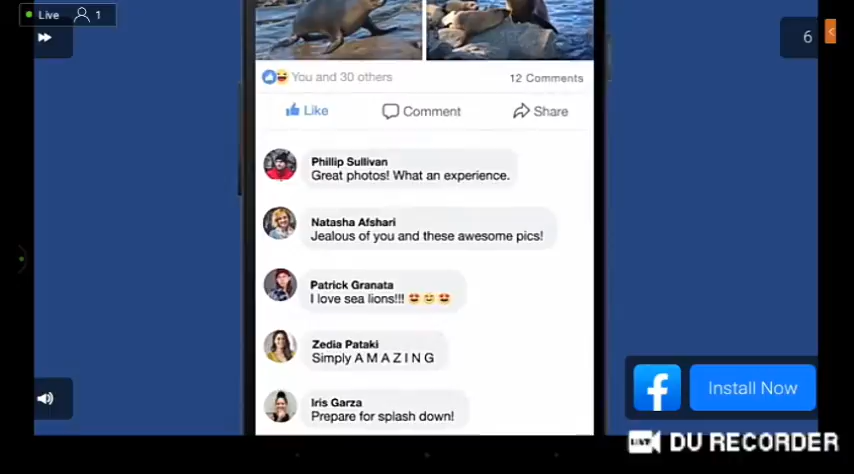 Live 1
6
You and 30 others
12 Comments
Like Comment Share
Phillip Sullivan
Great photos! What an experience.
Natasha Afshari
Jealous of you and these awesome pics!
Patrick Granata
I love sea lions!!! 🤩😊🤩
Zedia Pataki
Simply A M A Z I N G
Iris Garza
Prepare for splash down!
f Install Now
LIVE DU RECORDER